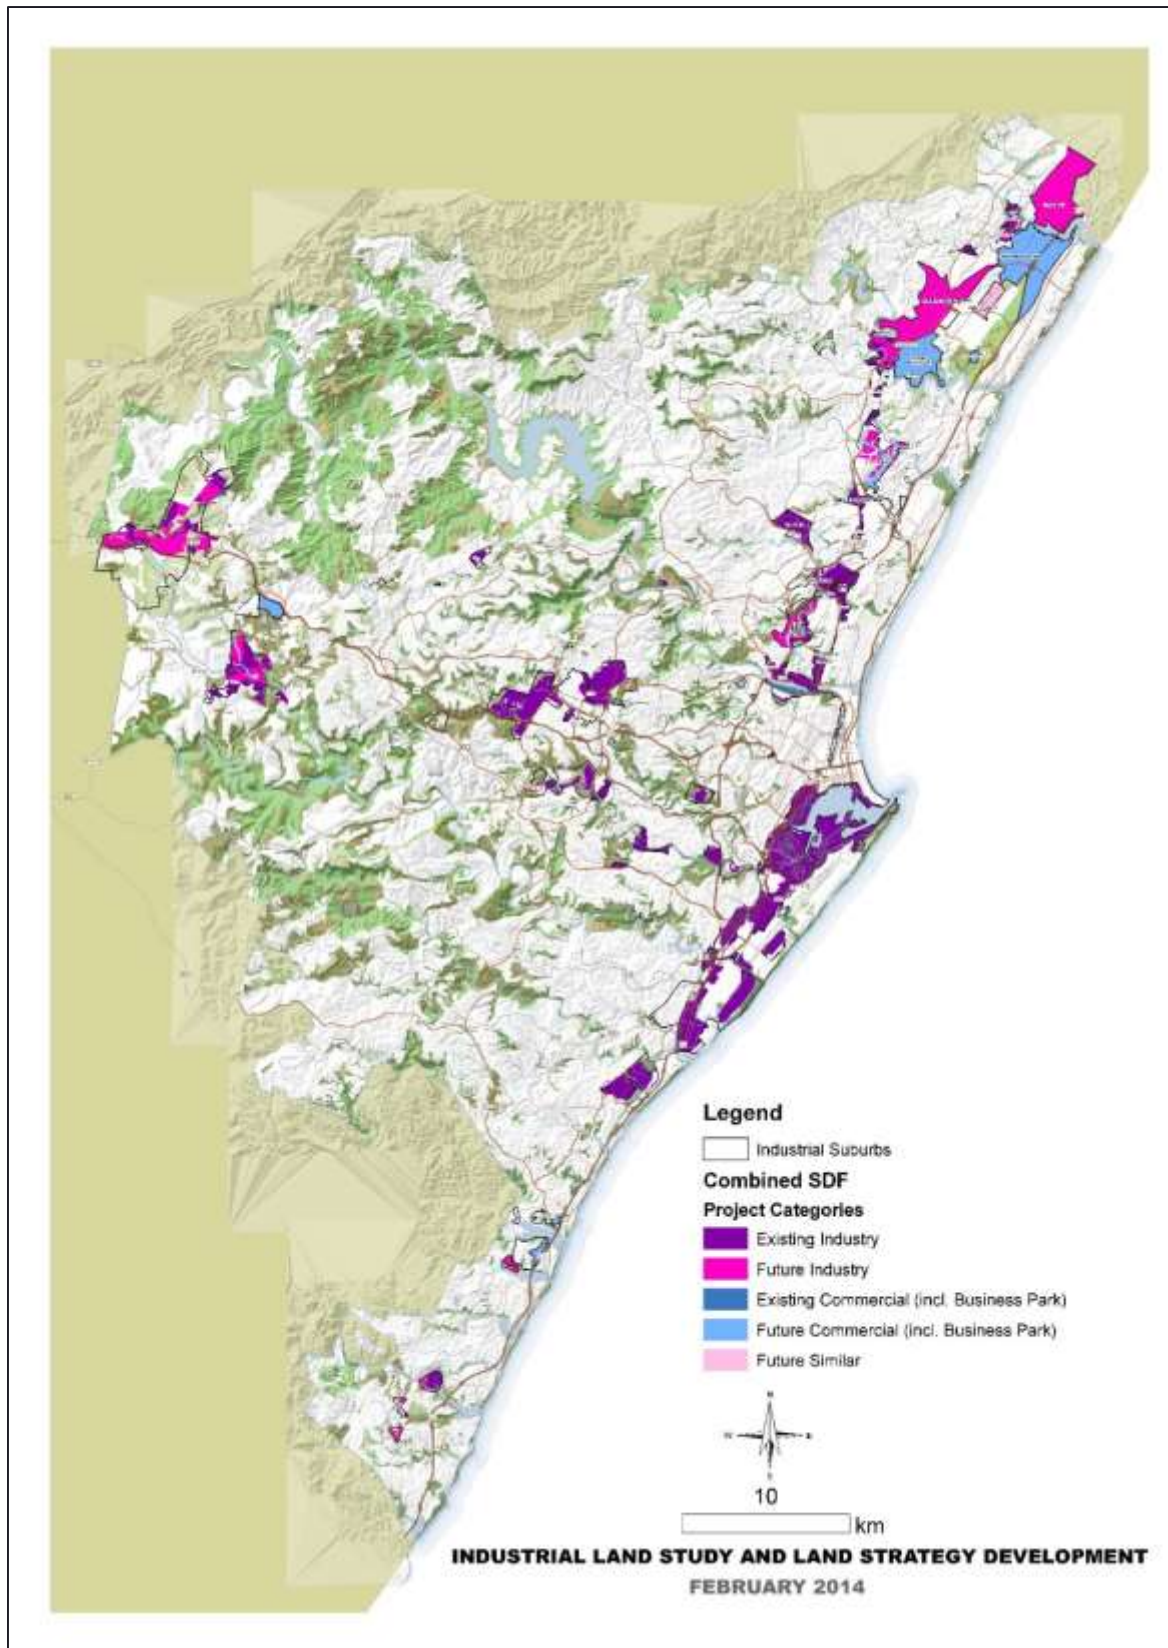 Legend
Industrial Suburbs
Combined SDF
Project Categories
Existing Industry
Future Industry
Existing Commercial (incl. Business Park)
Future Commercial (incl. Business Park)
Future Similar
N
W
E
S
10
km
INDUSTRIAL LAND STUDY AND LAND STRATEGY DEVELOPMENT
FEBRUARY 2014